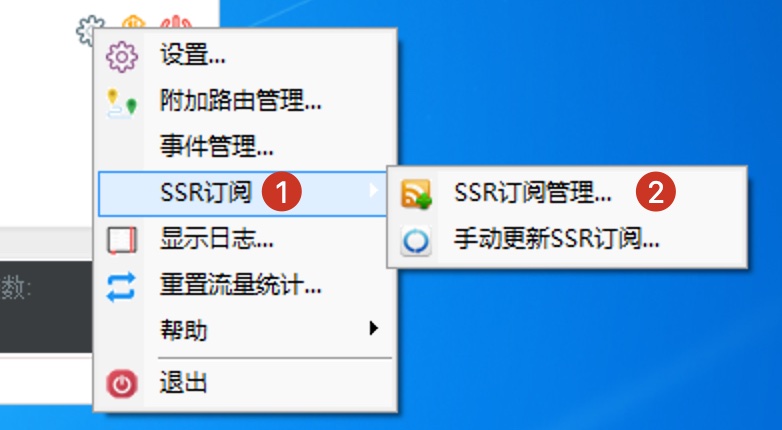 设置...
附加路由管理...
事件管理...
SSR订阅 1
SSR订阅管理... 2
手动更新SSR订阅...
显示日志...
数:
重置流量统计...
帮助
退出